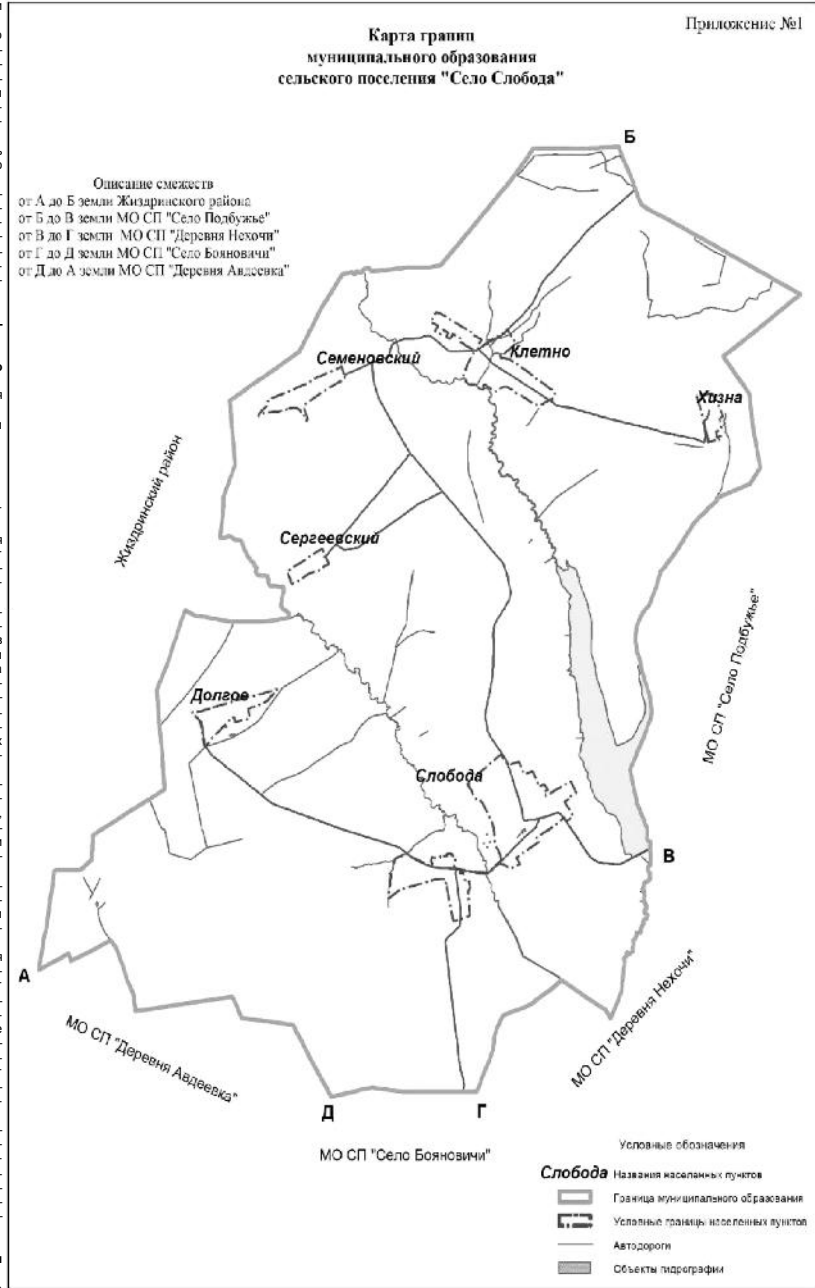 Приложение №1
Карта границ
муниципального образования
сельского поселения "Село Слобода"
Описание смежеств
от А до Б земли Жиздринского района
от Б до В земли МО СП "Село Подбужье"
от В до Г земли МО СП "Деревня Нехочи"
от Г до Д земли МО СП "Село Бояновичи"
от Д до А земли МО СП "Деревня Авдеевка"
Б
Семеновский
Клетно
Хизна
Жиздринский район
Сергеевский
МО СП "Село Подбужье"
Долгое
Слобода
В
А
МО СП "Деревня Авдеевка"
МО СП "Деревня Нехочи"
Д
Г
МО СП "Село Бояновичи"
Условные обозначения
Слобода Названия населенных пунктов
Граница муниципального образования
Условные границы населенных пунктов
Автодороги
Объекты гидрографии